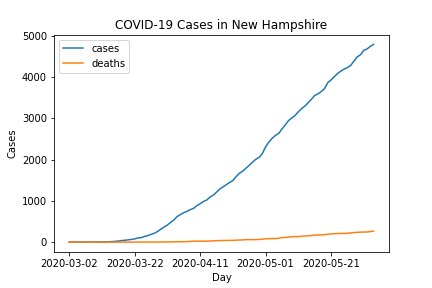 COVID-19 Cases in New Hampshire
cases
deaths
5000
4000
3000
2000
1000
0
Cases
2020-03-02 2020-03-22 2020-04-11 2020-05-01 2020-05-21
Day